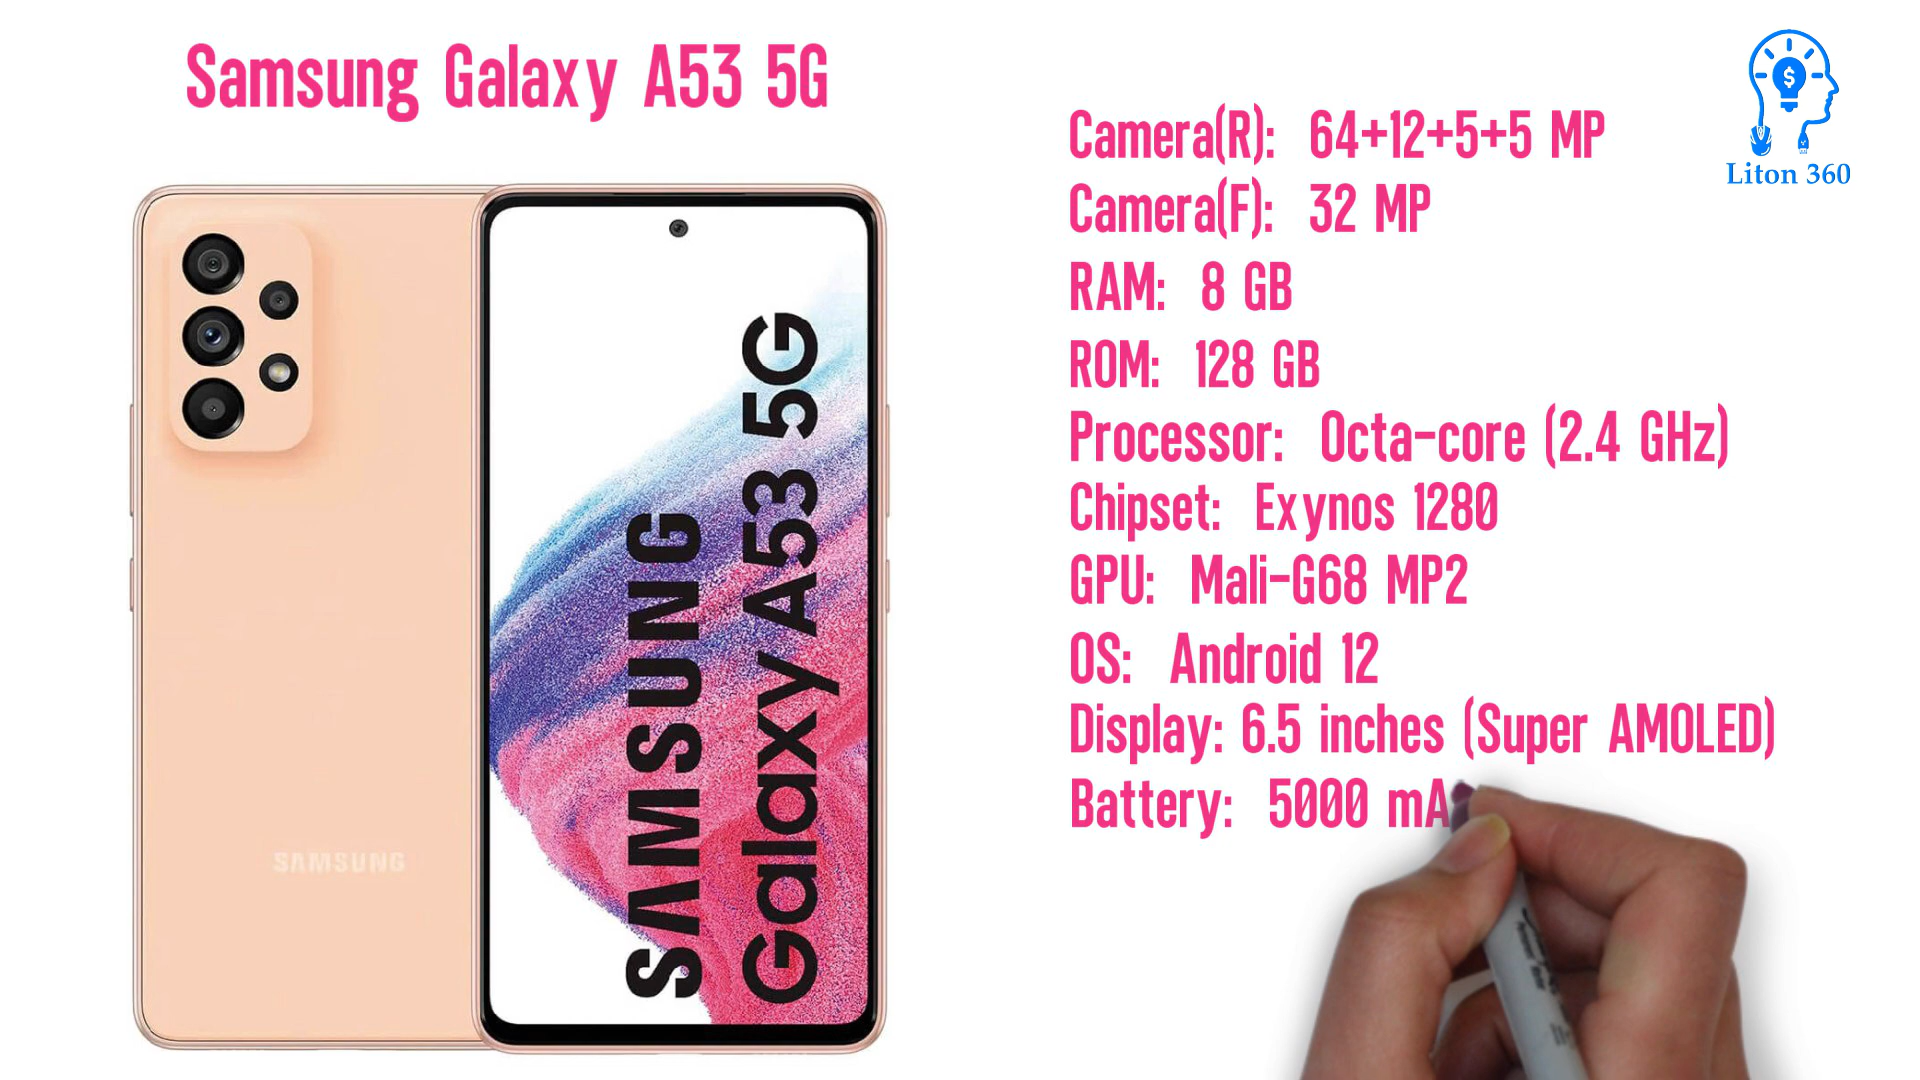 Samsung Galaxy A53 5G
Camera(R): 64+12+5+5 MP
Camera(F): 32 MP
RAM: 8 GB
ROM: 128 GB
Processor: Octa-core (2.4 GHz)
Chipset: Exynos 1280
GPU: Mali-G68 MP2
OS: Android 12
Display: 6.5 inches (Super AMOLED)
Battery: 5000 mA
Liton 360
SAMSUNG
SAMSUNG
Galaxy A53 5G